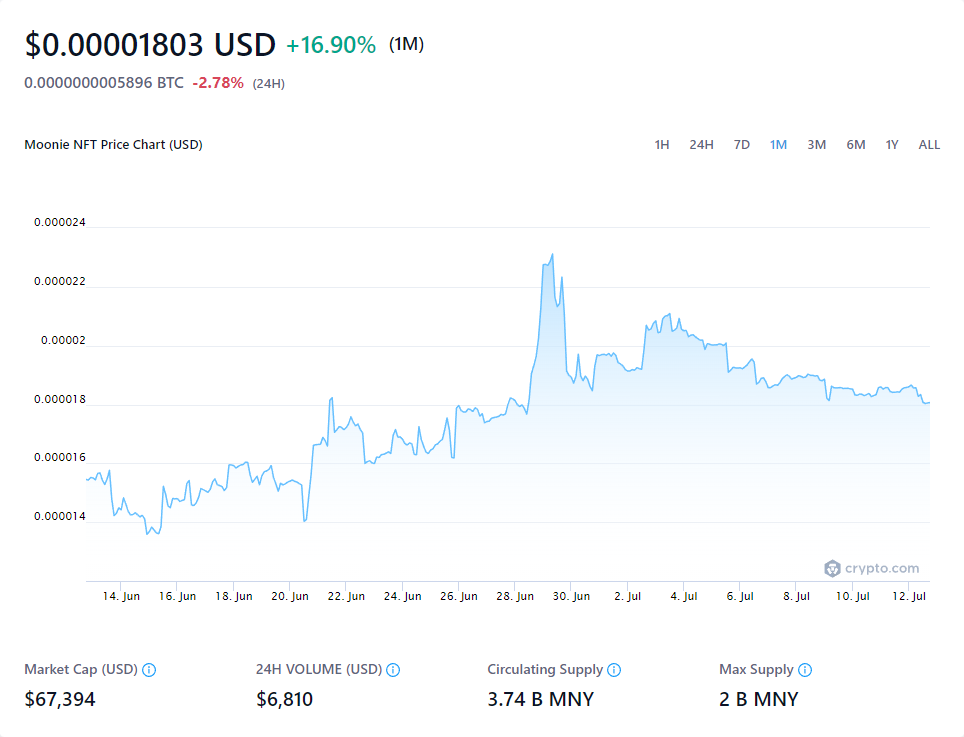 $0.00001803 USD +16.90% (1M)
0.0000000005896 BTC -2.78% (24H)
Moonie NFT Price Chart (USD) 1H 24H 7D 1M 3M 6M 1Y ALL
0.000024
0.000022
0.00002
0.000018
0.000016
0.000014
crypto.com
14. Jun 16. Jun 18. Jun 20. Jun 22. Jun 24. Jun 26. Jun 28. Jun 30. Jun 2. Jul 4. Jul 6. Jul 8. Jul 10. Jul 12. Jul
Market Cap (USD) 24H VOLUME (USD) Circulating Supply Max Supply
$67,394 $6,810 3.74 B MNY 2 B MNY